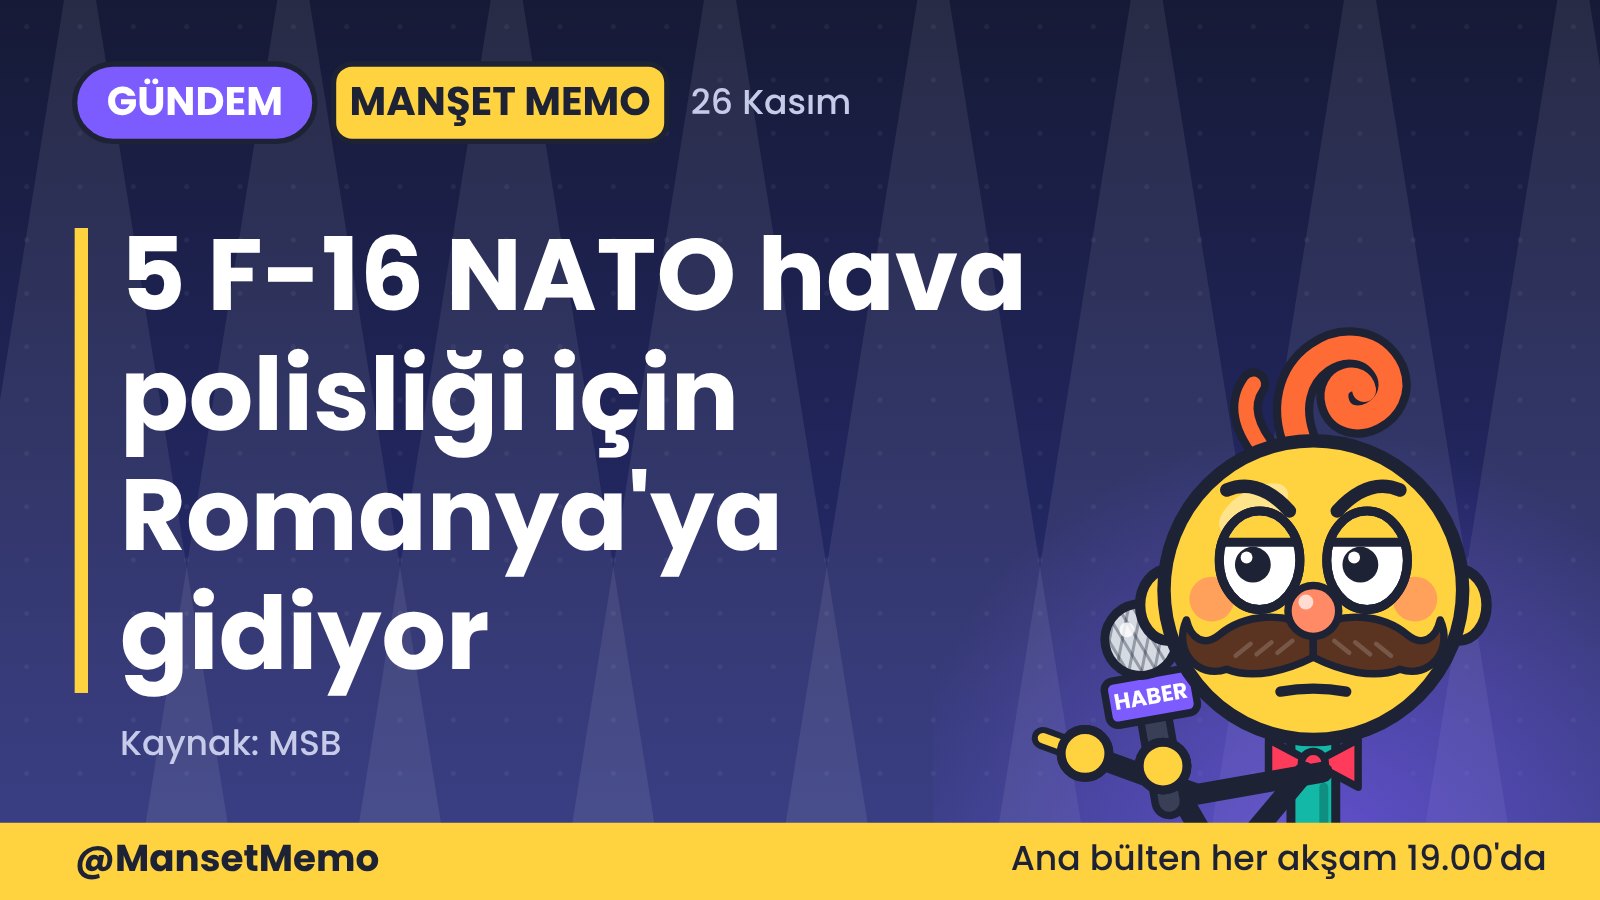 GÜNDEM MANŞET MEMO 26 Kasım
5 F-16 NATO hava
polisliği için
Romanya'ya
gidiyor
Kaynak: MSB
HABER
@MansetMemo
Ana bülten her akşam 19.00'da